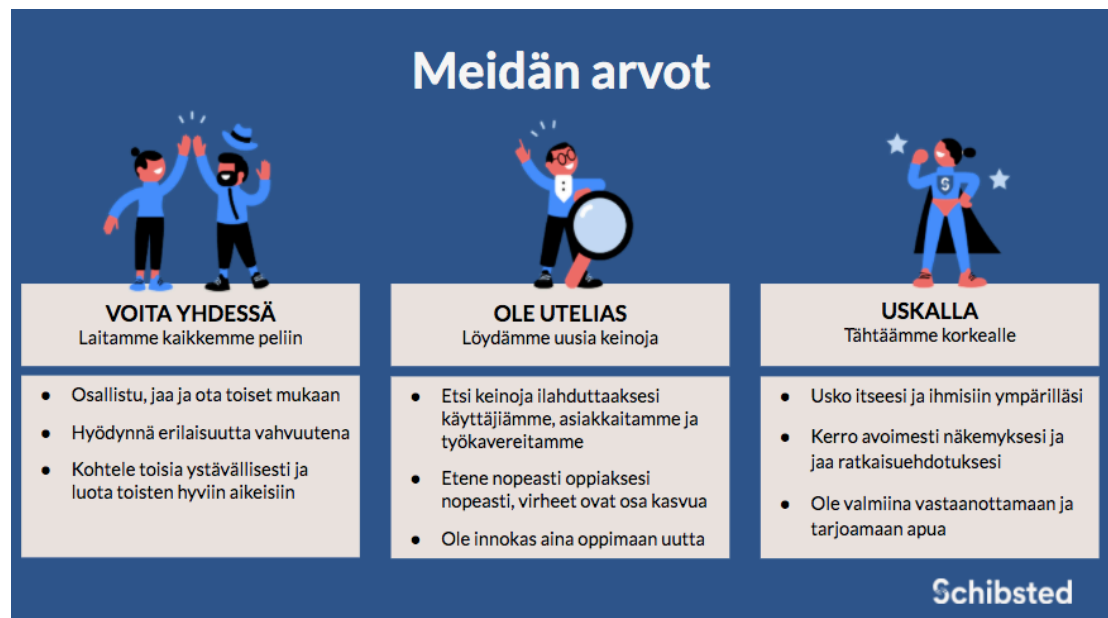 Meidän arvot
VOITA YHDESSÄ
Laitamme kaikkemme peliin
● Osallistu, jaa ja ota toiset mukaan
● Hyödynnä erilaisuutta vahvuutena
● Kohtele toisia ystävällisesti ja
luota toisten hyviin aikeisiin
OLE UTELIAS
Löydämme uusia keinoja
● Etsi keinoja ilahduttaaksesi
käyttäjiämme, asiakkaitamme ja
työkavereitamme
● Etene nopeasti oppiaksesi
nopeasti, virheet ovat osa kasvua
● Ole innokas aina oppimaan uutta
S
USKALLA
Tähtäämme korkealle
● Usko itseesi ja ihmisiin ympärilläsi
● Kerro avoimesti näkemyksesi ja
jaa ratkaisuehdotuksesi
● Ole valmiina vastaanottamaan ja
tarjoamaan apua
Schibsted